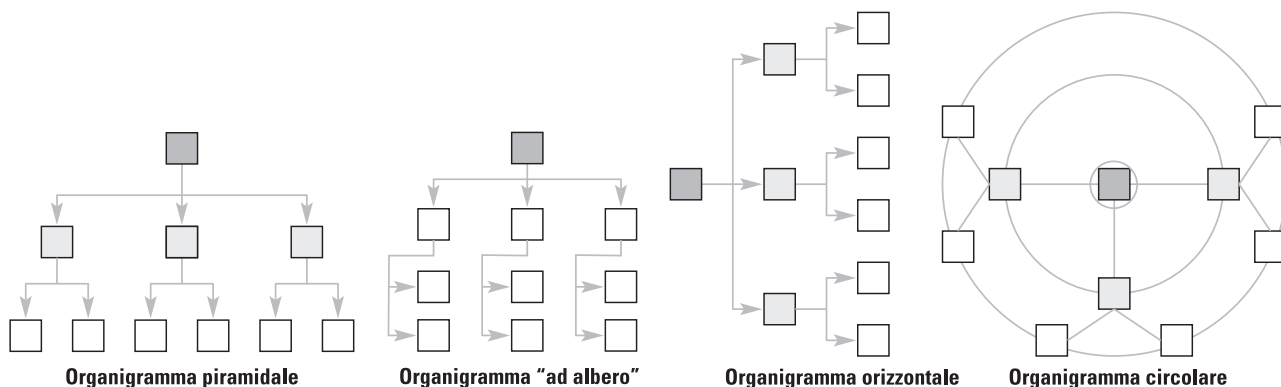 Organigramma piramidale
Organigramma “ad albero”
Organigramma orizzontale
Organigramma circolare